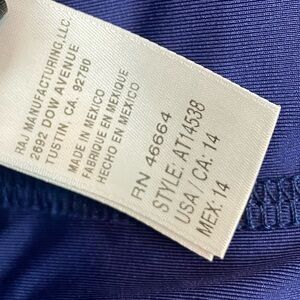 RAJ MANUFACTURING, LLC.
2692 DOW AVENUE
TUSTIN, CA. 92780
MADE IN MEXICO
FABRIQUE EN MEXIQUE
HECHO EN MEXICO
RN 46664
STYLE: AT14538
USA / CA: 14
MEX: 14